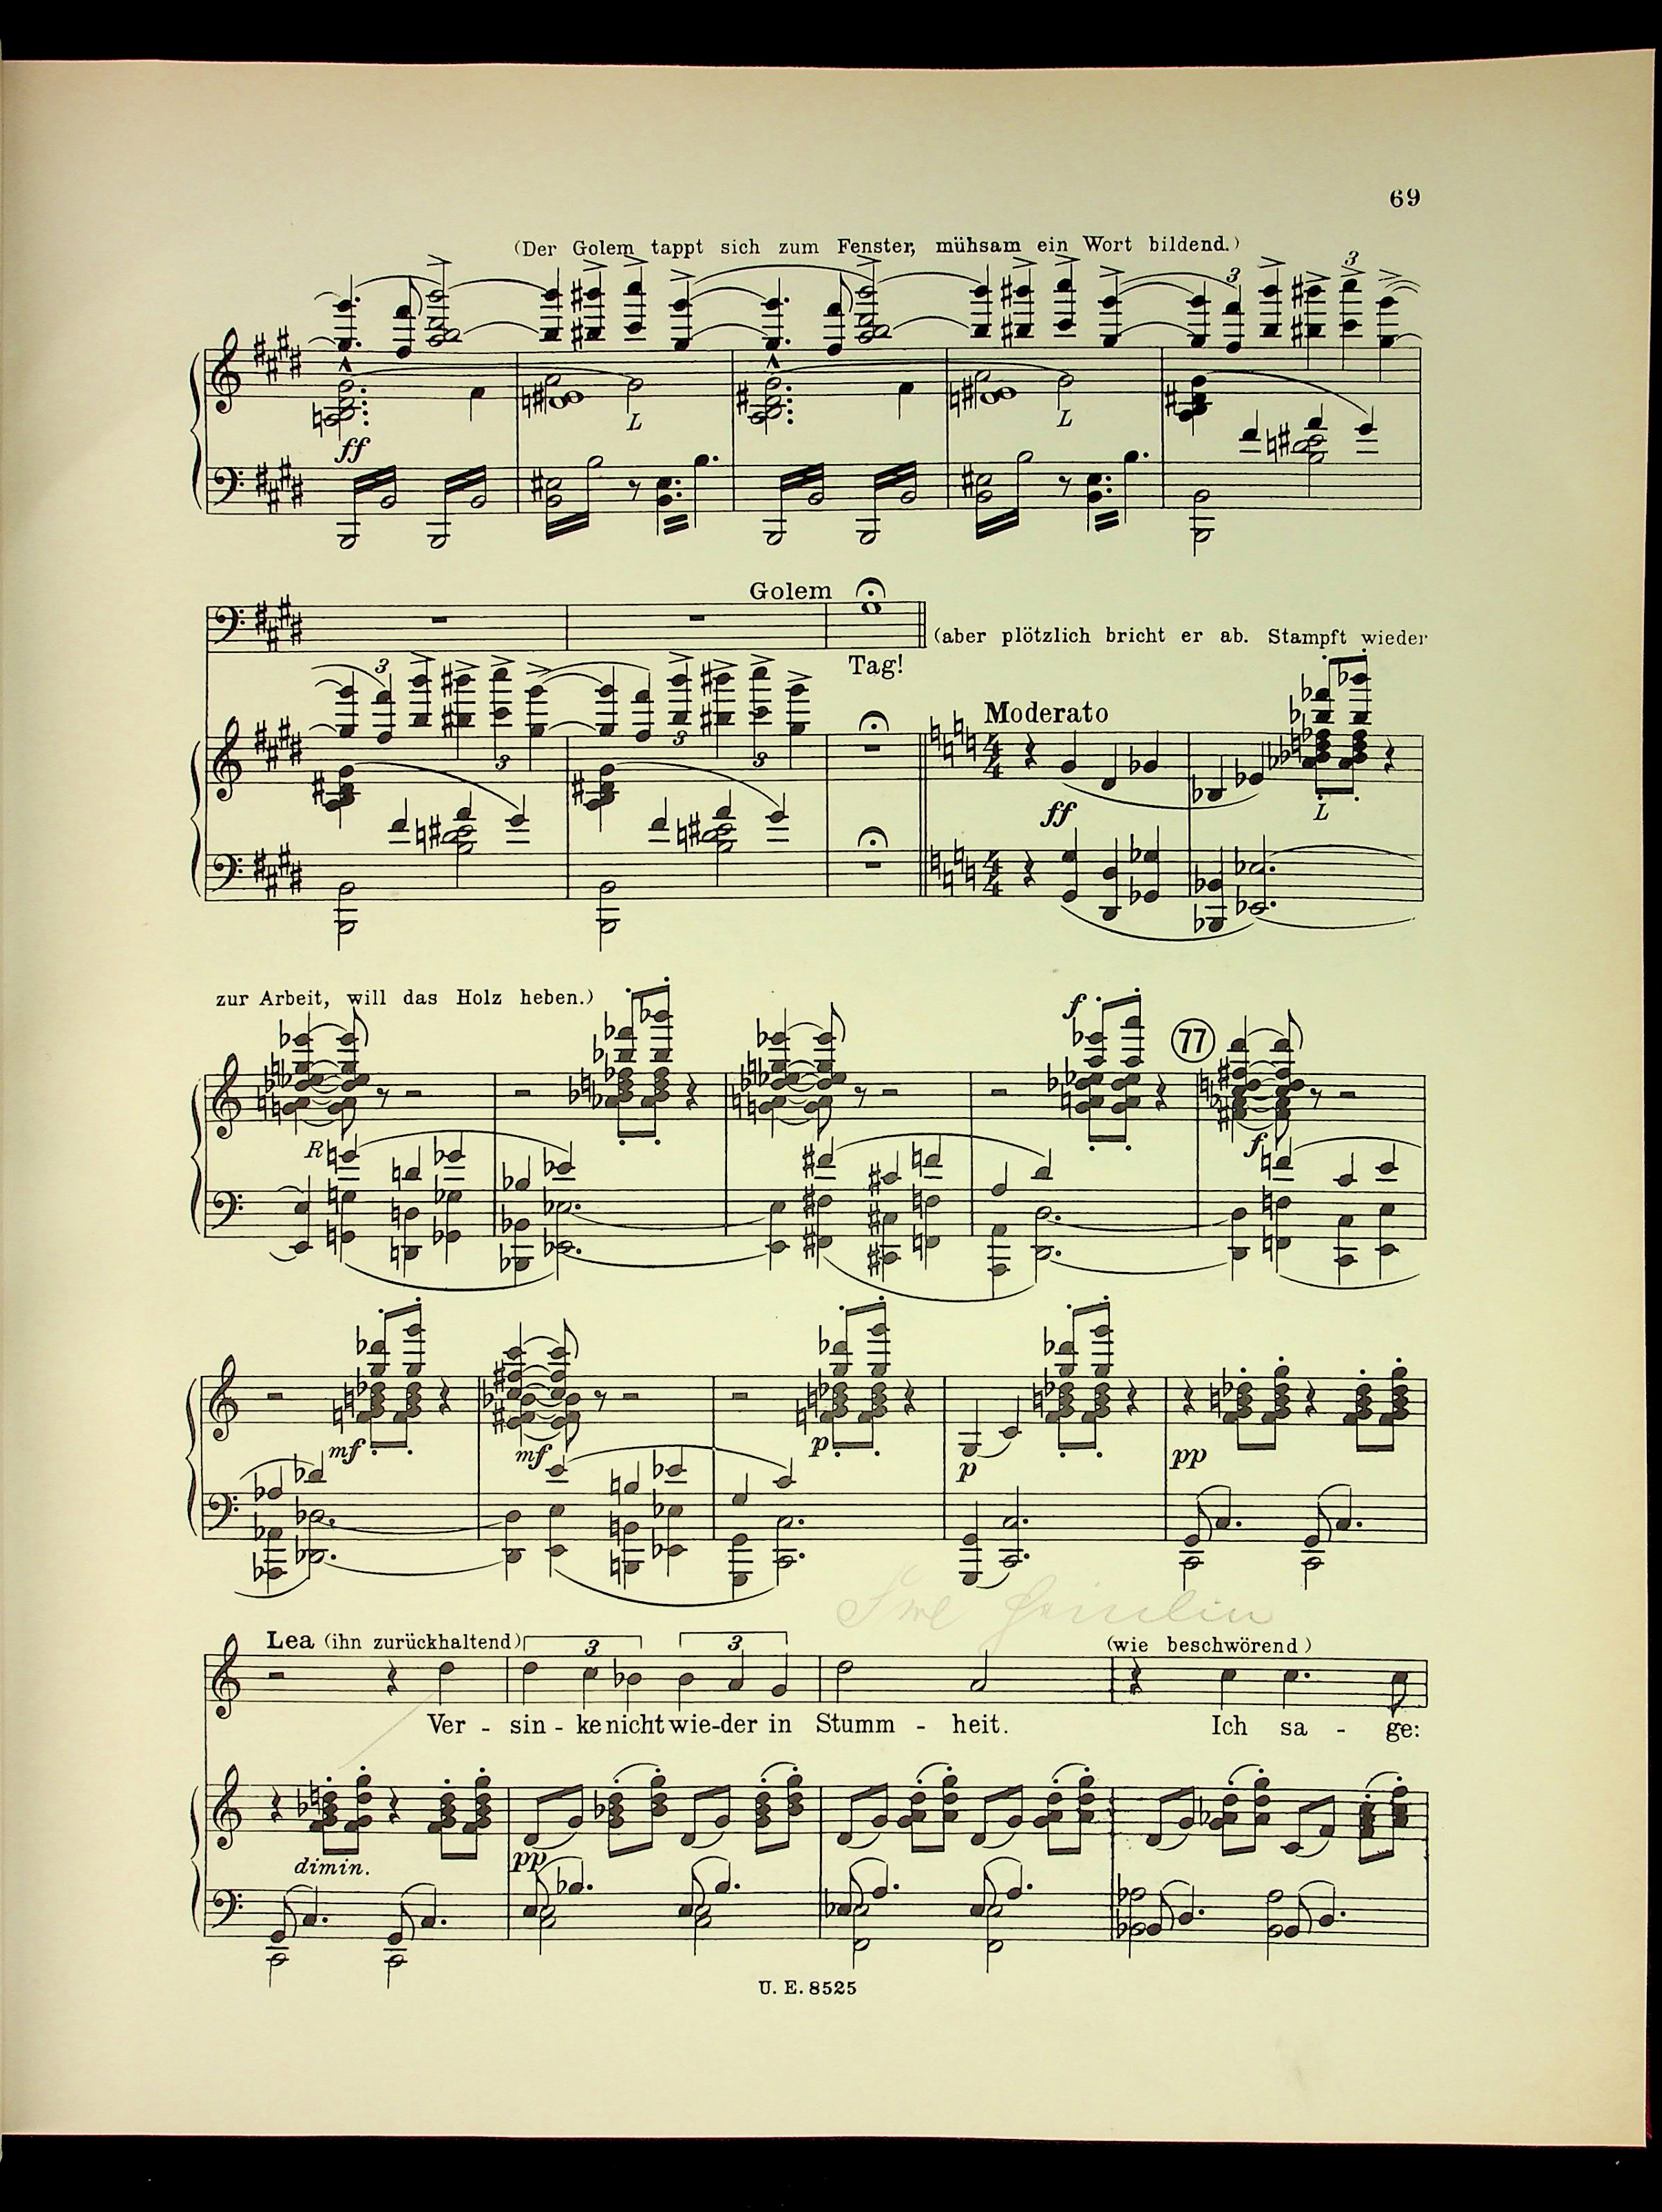 69
(Der Golem tappt sich zum Fenster, mühsam ein Wort bildend.)
3
3
ff
L
L
Golem
(aber plötzlich bricht er ab. Stampft wieder
Tag!
3
3
3
3
Moderato
4
4
ff
L
4
4
zur Arbeit, will das Holz heben.)
f
77
R
f
mf
mf
p
p
pp
Lea (ihn zurückhaltend)
3
3
(wie beschwörend)
Ver - sin - ke nicht wie-der in Stumm - heit. Ich sa - ge:
dimin.
pp
U. E. 8525